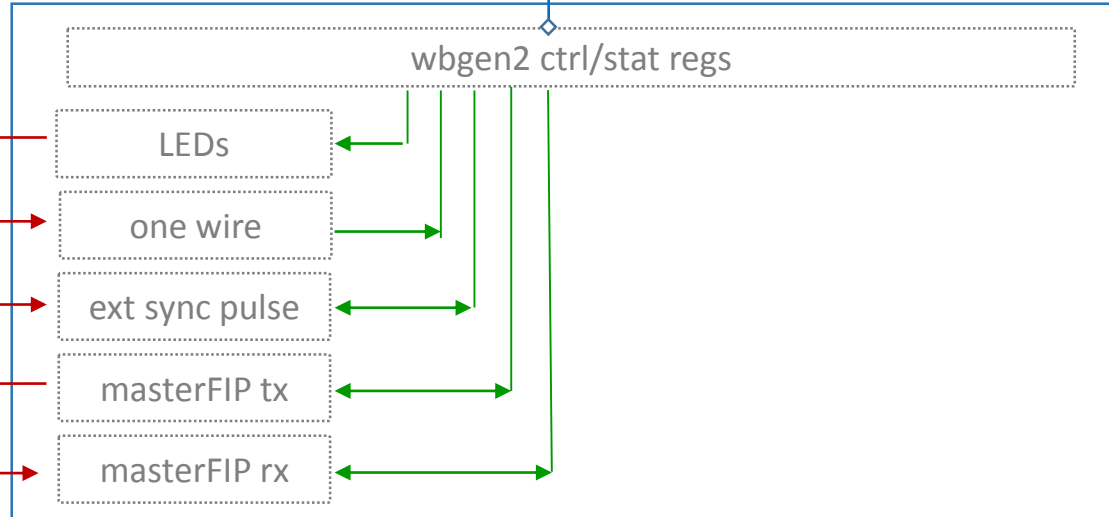 wbgen2 ctrl/stat regs
LEDs
one wire
ext sync pulse
masterFIP tx
masterFIP rx